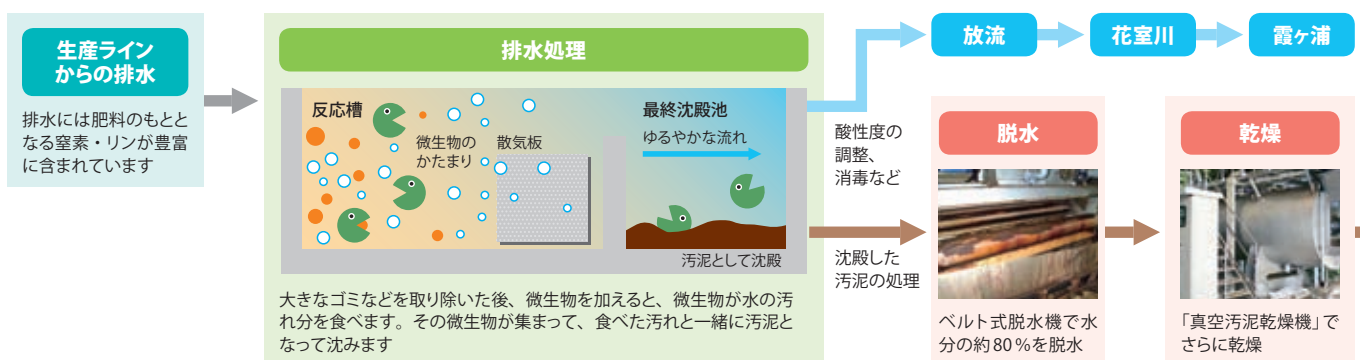 生産ライン
からの排水
排水には肥料のもとと
なる窒素・リンが豊富
に含まれています
排水処理
反応槽
微生物の
かたまり
散気板
最終沈殿池
ゆるやかな流れ
汚泥として沈殿
大きなゴミなどを取り除いた後、微生物を加えると、微生物が水の汚
れ分を食べます。その微生物が集まって、食べた汚れと一緒に汚泥と
なって沈みます
酸性度の
調整、
消毒など
放流
花室川
霞ヶ浦
沈殿した
汚泥の処理
脱水
ベルト式脱水機で水
分の約80％を脱水
乾燥
「真空汚泥乾燥機」で
さらに乾燥